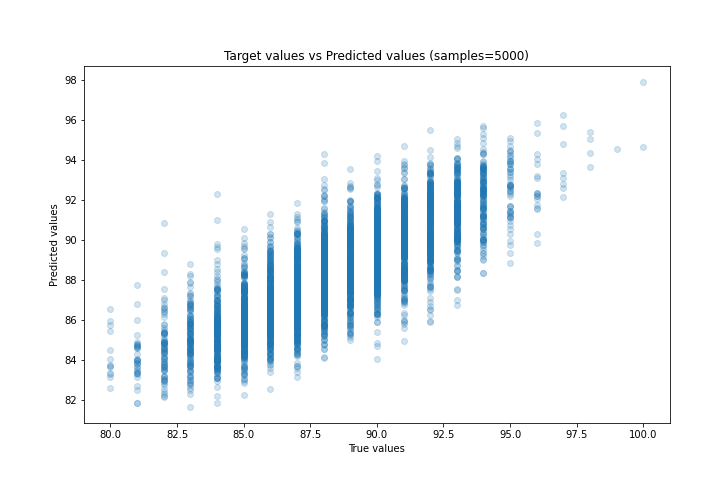 Target values vs Predicted values (samples=5000)
98
96
94
92
90
88
86
84
82
Predicted values
80.0 82.5 85.0 87.5 90.0 92.5 95.0 97.5 100.0
True values